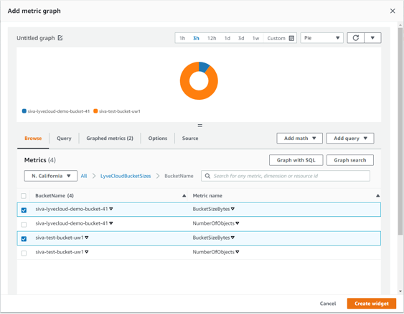 Add metric graph
Untitled graph
1h 3h 12h 1d 3d 1w Custom Pie
siva-lyvecloud-demo-bucket-41 siva-test-bucket-uw1
Browse Query Graphed metrics (2) Options Source Add math Add query
Metrics (4) Graph with SQL Graph search
N. California All LyveCloudBucketSizes BucketName Search for any metric, dimension or resource id
BucketName (4) Metric name
siva-lyvecloud-demo-bucket-41 BucketSizeBytes
siva-lyvecloud-demo-bucket-41 NumberOfObjects
siva-test-bucket-uw1 BucketSizeBytes
siva-test-bucket-uw1 NumberOfObjects
Cancel Create widget